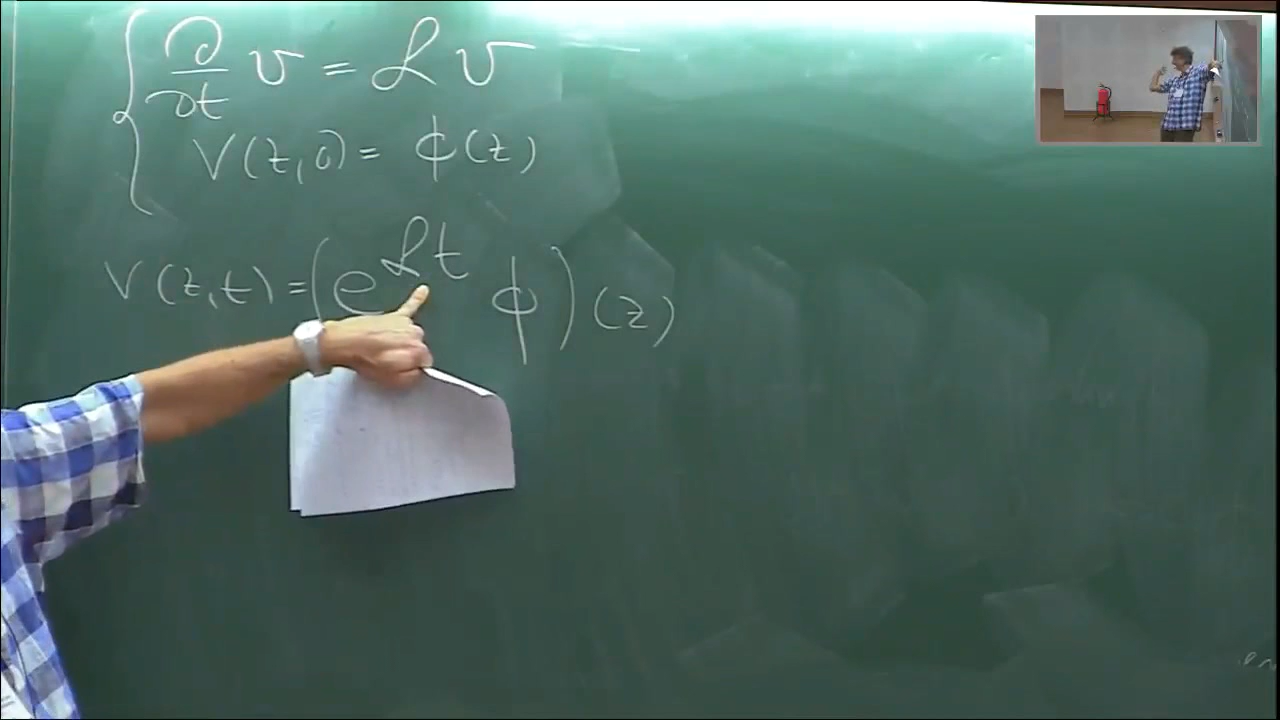 ∂/∂t v = ℒ v
v(z,0) = ϕ(z)
v(z,t) = (e^{ℒt} ϕ)(z)